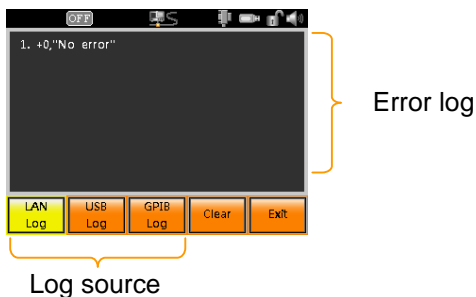 OFF
1. +0,"No error"
Error log
LAN Log
USB Log
GPIB Log
Clear
Exit
Log source